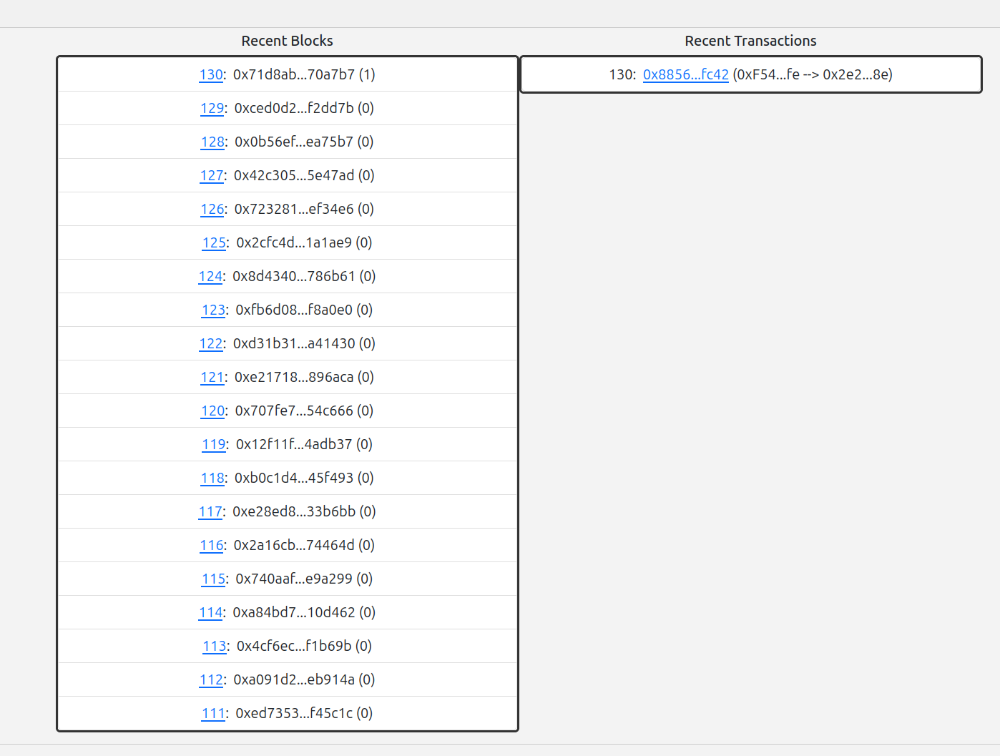 Recent Blocks
130: 0x71d8ab...70a7b7 (1)
129: 0xced0d2...f2dd7b (0)
128: 0x0b56ef...ea75b7 (0)
127: 0x42c305...5e47ad (0)
126: 0x723281...ef34e6 (0)
125: 0x2cfc4d...1a1ae9 (0)
124: 0x8d4340...786b61 (0)
123: 0xfb6d08...f8a0e0 (0)
122: 0xd31b31...a41430 (0)
121: 0xe21718...896aca (0)
120: 0x707fe7...54c666 (0)
119: 0x12f11f...4adb37 (0)
118: 0xb0c1d4...45f493 (0)
117: 0xe28ed8...33b6bb (0)
116: 0x2a16cb...74464d (0)
115: 0x740aaf...e9a299 (0)
114: 0xa84bd7...10d462 (0)
113: 0x4cf6ec...f1b69b (0)
112: 0xa091d2...eb914a (0)
111: 0xed7353...f45c1c (0)
Recent Transactions
130: 0x8856...fc42 (0xF54...fe --> 0x2e2...8e)